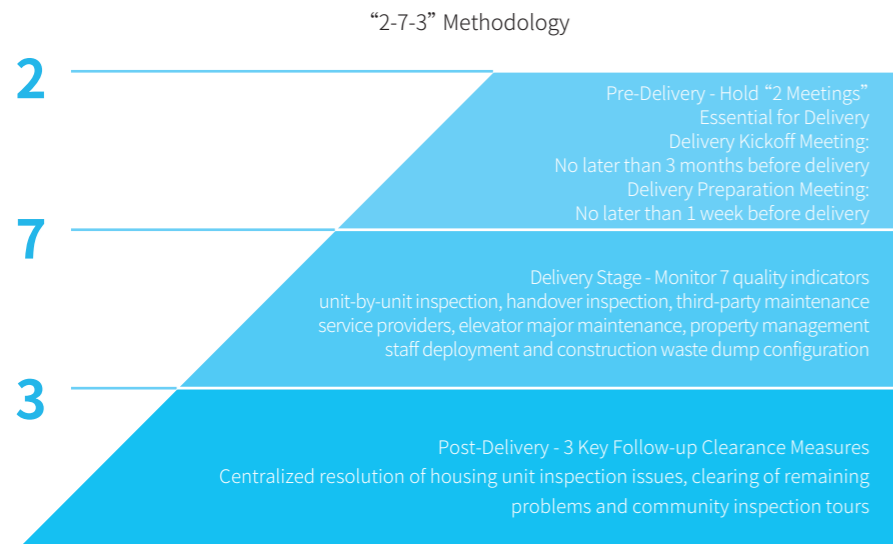 “2-7-3” Methodology
2
Pre-Delivery - Hold “2 Meetings”
Essential for Delivery
Delivery Kickoff Meeting:
No later than 3 months before delivery
Delivery Preparation Meeting:
No later than 1 week before delivery
7
Delivery Stage - Monitor 7 quality indicators
unit-by-unit inspection, handover inspection, third-party maintenance
service providers, elevator major maintenance, property management
staff deployment and construction waste dump configuration
3
Post-Delivery - 3 Key Follow-up Clearance Measures
Centralized resolution of housing unit inspection issues, clearing of remaining
problems and community inspection tours